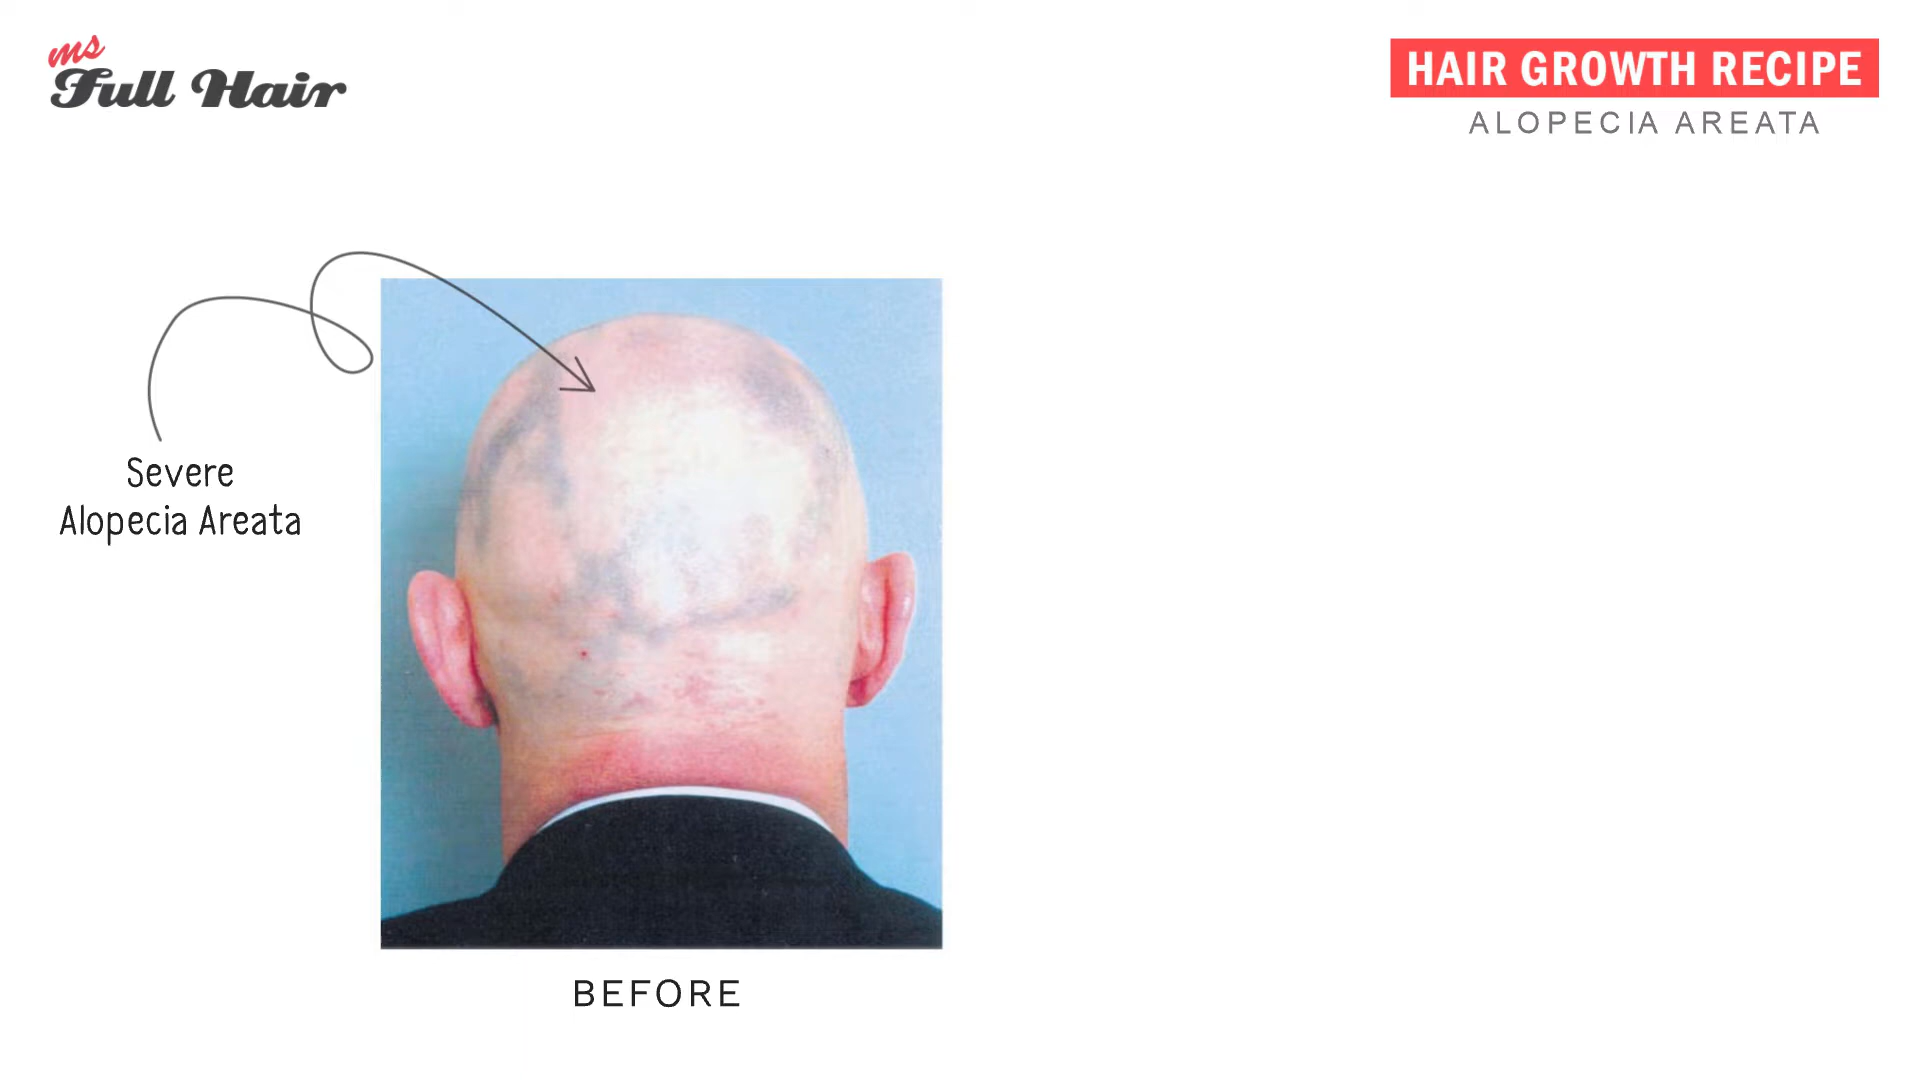 ms
Full Hair
HAIR GROWTH RECIPE
ALOPECIA AREATA
Severe
Alopecia Areata
BEFORE